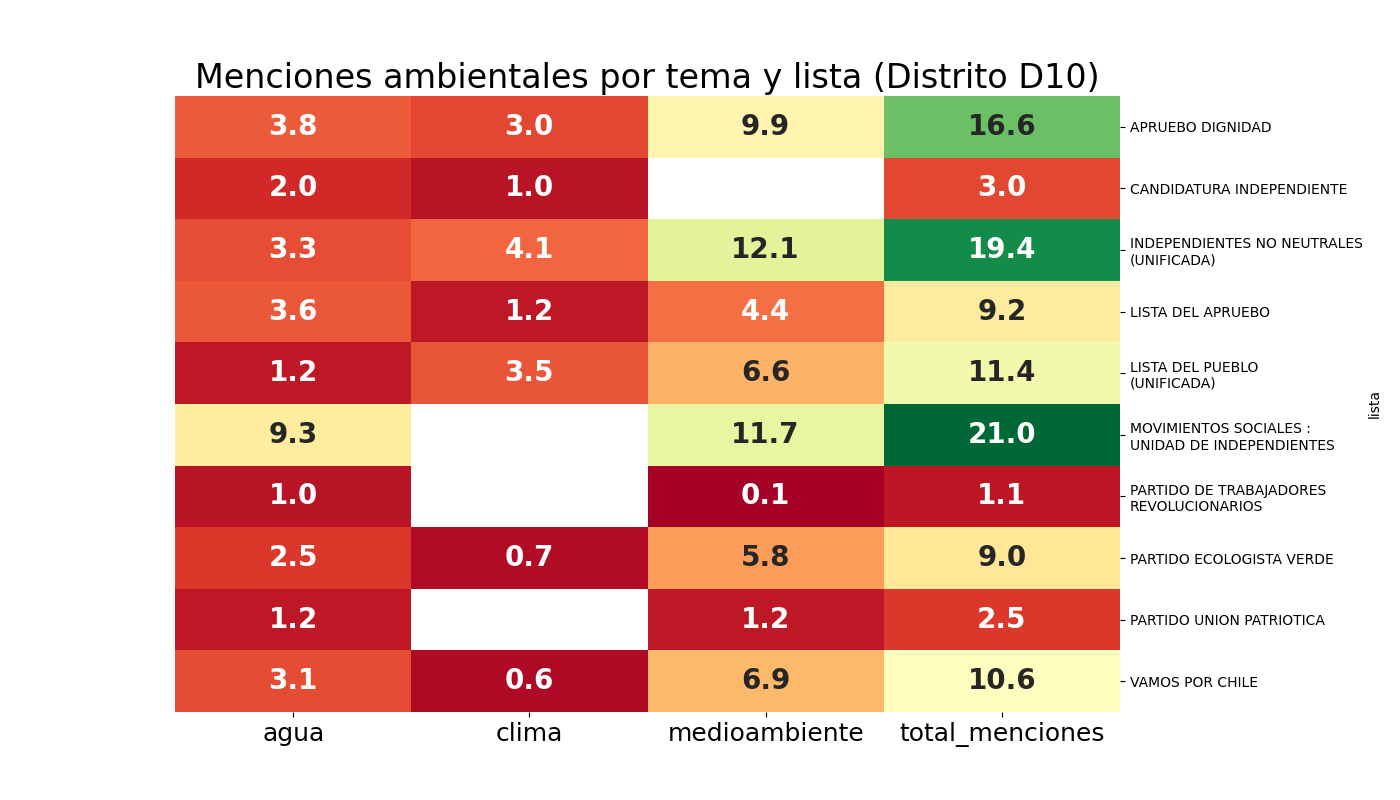 Menciones ambientales por tema y lista (Distrito D10)
3.8 3.0 9.9 16.6 APRUEBO DIGNIDAD
2.0 1.0 3.0 CANDIDATURA INDEPENDIENTE
3.3 4.1 12.1 19.4 INDEPENDIENTES NO NEUTRALES
(UNIFICADA)
3.6 1.2 4.4 9.2 LISTA DEL APRUEBO
1.2 3.5 6.6 11.4 LISTA DEL PUEBLO
(UNIFICADA)
9.3 11.7 21.0 MOVIMIENTOS SOCIALES :
UNIDAD DE INDEPENDIENTES
1.0 0.1 1.1 PARTIDO DE TRABAJADORES
REVOLUCIONARIOS
2.5 0.7 5.8 9.0 PARTIDO ECOLOGISTA VERDE
1.2 1.2 2.5 PARTIDO UNION PATRIOTICA
3.1 0.6 6.9 10.6 VAMOS POR CHILE
agua clima medioambiente total_menciones
lista